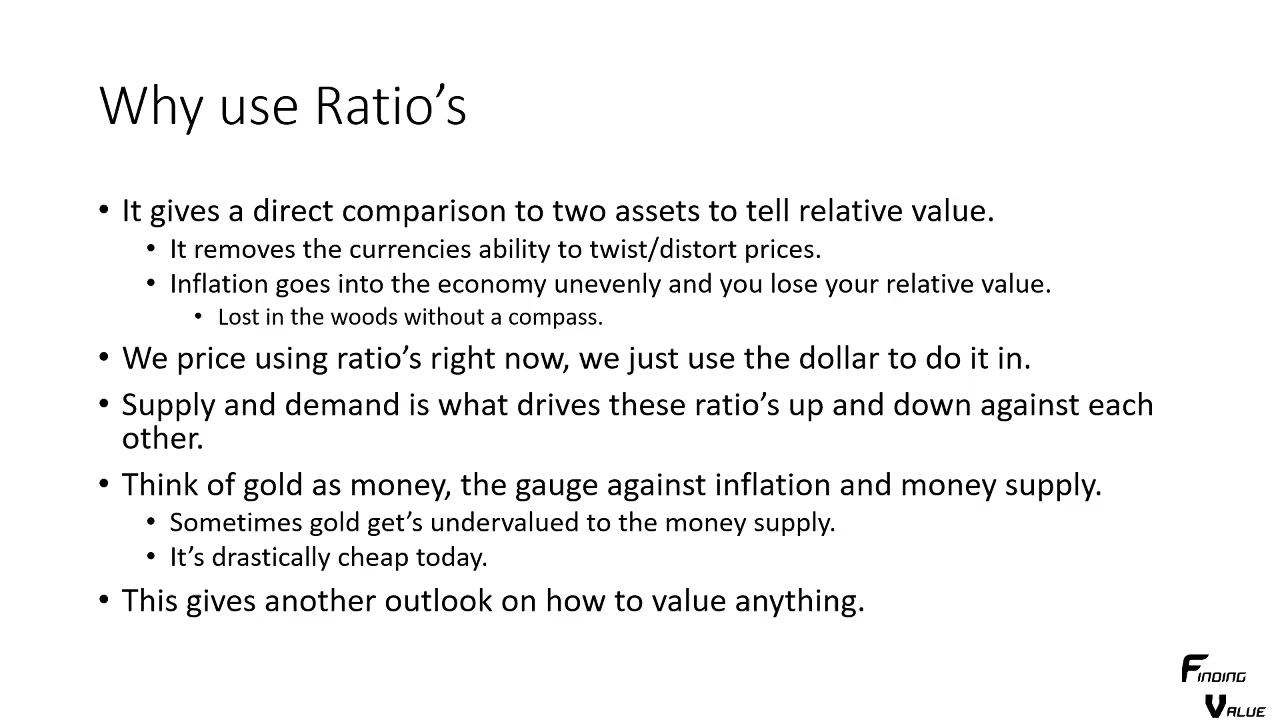 Why use Ratio’s
• It gives a direct comparison to two assets to tell relative value.
• It removes the currencies ability to twist/distort prices.
• Inflation goes into the economy unevenly and you lose your relative value.
• Lost in the woods without a compass.
• We price using ratio’s right now, we just use the dollar to do it in.
• Supply and demand is what drives these ratio’s up and down against each
other.
• Think of gold as money, the gauge against inflation and money supply.
• Sometimes gold get’s undervalued to the money supply.
• It’s drastically cheap today.
• This gives another outlook on how to value anything.
Finding
Value